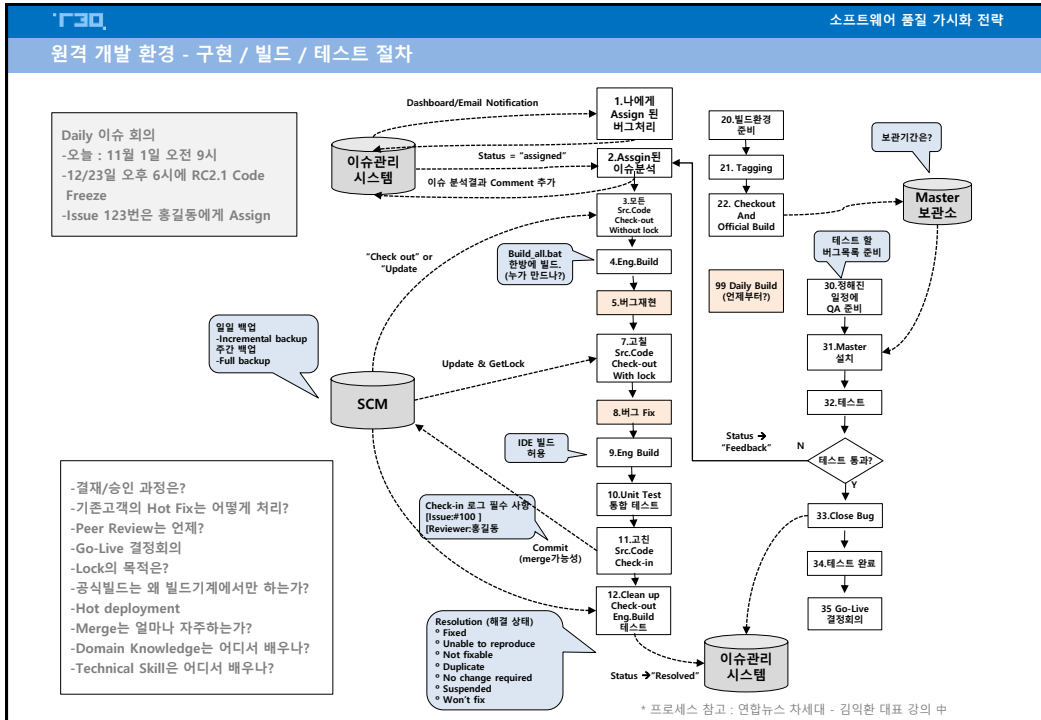 T3Q
소프트웨어 품질 가시화 전략
원격 개발 환경 - 구현 / 빌드 / 테스트 절차
Daily 이슈 회의
-오늘 : 11월 1일 오전 9시
-12/23일 오후 6시에 RC2.1 Code
Freeze
-Issue 123번은 홍길동에게 Assign
Dashboard/Email Notification
이슈관리
시스템
Status = “assigned”
이슈 분석결과 Comment 추가
1.나에게
Assign 된
버그처리
2.Assgin된
이슈분석
3.모든
Src.Code
Check-out
Without lock
“Check out” or
“Update
Build_all.bat
한방에 빌드.
(누가 만드나?)
4.Eng.Build
5.버그재현
일일 백업
-Incremental backup
주간 백업
-Full backup
SCM
Update & GetLock
7.고칠
Src.Code
Check-out
With lock
8.버그 Fix
IDE 빌드
허용
9.Eng Build
10.Unit Test
통합 테스트
Check-in 로그 필수 사항
[Issue:#100 ]
[Reviewer:홍길동
Commit
(merge가능성)
11.고친
Src.Code
Check-in
12.Clean up
Check-out
Eng.Build
테스트
Resolution (해결 상태)
º Fixed
º Unable to reproduce
º Not fixable
º Duplicate
º No change required
º Suspended
º Won’t fix
Status ➔“Resolved”
이슈관리
시스템
20.빌드환경
준비
21. Tagging
22. Checkout
And
Official Build
보관기간은?
Master
보관소
99 Daily Build
(언제부터?)
테스트 할
버그목록 준비
30.정해진
일정에
QA 준비
31.Master
설치
32.테스트
Status ➔
“Feedback”
N
테스트 통과?
Y
33.Close Bug
34.테스트 완료
35 Go-Live
결정회의
-결재/승인 과정은?
-기존고객의 Hot Fix는 어떻게 처리?
-Peer Review는 언제?
-Go-Live 결정회의
-Lock의 목적은?
-공식빌드는 왜 빌드기계에서만 하는가?
-Hot deployment
-Merge는 얼마나 자주하는가?
-Domain Knowledge는 어디서 배우나?
-Technical Skill은 어디서 배우나?
* 프로세스 참고 : 연합뉴스 차세대 - 김익환 대표 강의 中